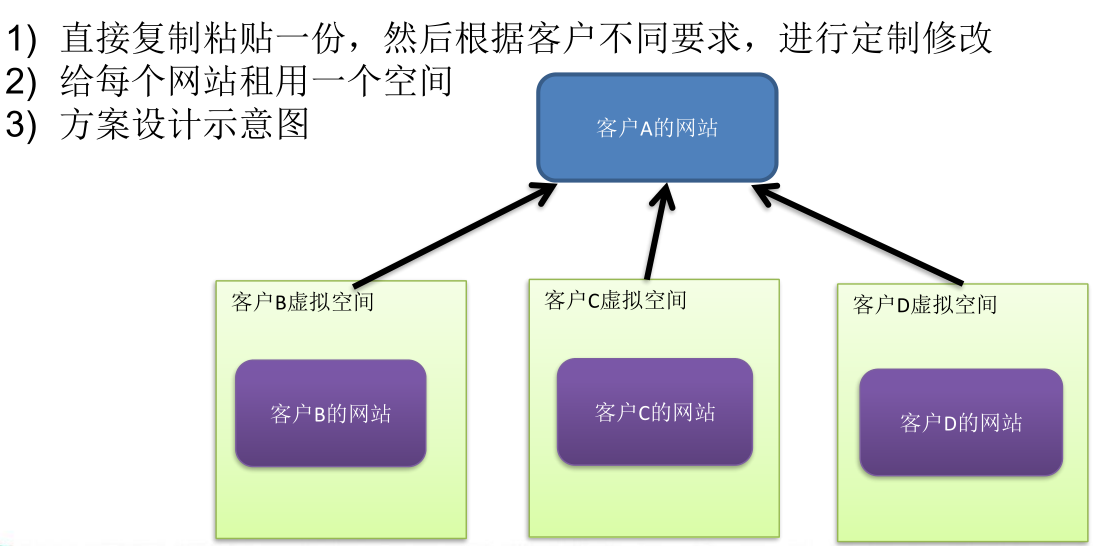 1) 直接复制粘贴一份，然后根据客户不同要求，进行定制修改
2) 给每个网站租用一个空间
3) 方案设计示意图
客户A的网站
客户B虚拟空间
客户C虚拟空间
客户D虚拟空间
客户B的网站
客户C的网站
客户D的网站